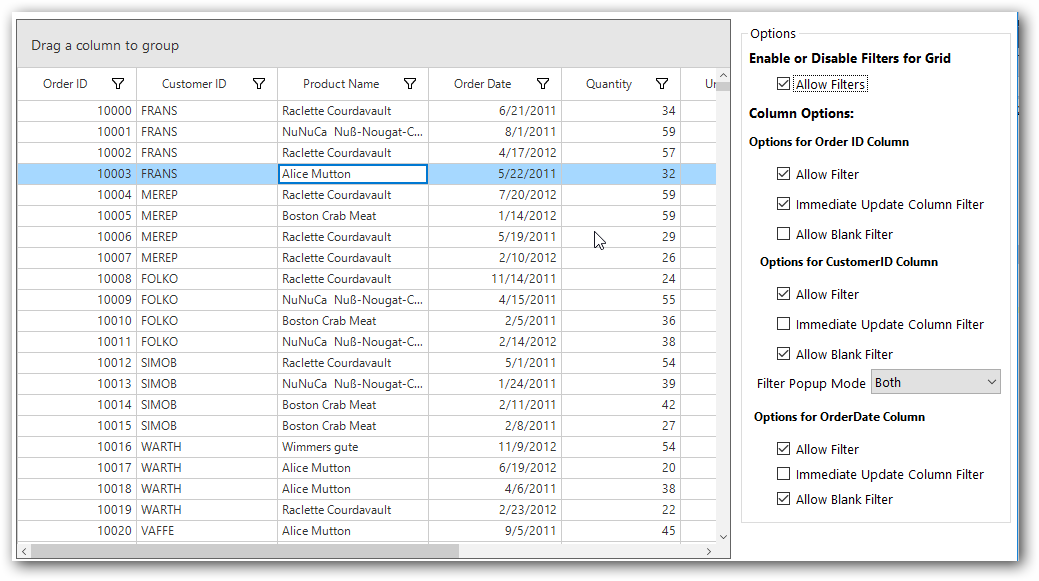 Drag a column to group
Order ID Customer ID Product Name Order Date Quantity Un
10000 FRANS Raclette Courdavault 6/21/2011 34
10001 FRANS NuNuCa Nuß-Nougat-C... 8/1/2011 59
10002 FRANS Raclette Courdavault 4/17/2012 57
10003 FRANS Alice Mutton 5/22/2011 32
10004 MEREP Raclette Courdavault 7/20/2012 59
10005 MEREP Boston Crab Meat 1/14/2012 59
10006 MEREP Raclette Courdavault 5/19/2011 29
10007 MEREP Raclette Courdavault 2/10/2012 26
10008 FOLKO Raclette Courdavault 11/14/2011 24
10009 FOLKO NuNuCa Nuß-Nougat-C... 4/15/2011 55
10010 FOLKO Boston Crab Meat 2/5/2011 36
10011 FOLKO NuNuCa Nuß-Nougat-C... 2/14/2012 38
10012 SIMOB Raclette Courdavault 5/1/2011 54
10013 SIMOB NuNuCa Nuß-Nougat-C... 1/24/2011 39
10014 SIMOB Boston Crab Meat 2/11/2011 42
10015 SIMOB Boston Crab Meat 2/8/2011 27
10016 WARTH Wimmers gute 11/9/2012 54
10017 WARTH Alice Mutton 6/19/2012 20
10018 WARTH Alice Mutton 4/6/2011 38
10019 WARTH Raclette Courdavault 2/23/2012 22
10020 VAFFE Alice Mutton 9/5/2011 45
Options
Enable or Disable Filters for Grid
Allow Filters
Column Options:
Options for Order ID Column
Allow Filter
Immediate Update Column Filter
Allow Blank Filter
Options for CustomerID Column
Allow Filter
Immediate Update Column Filter
Allow Blank Filter
Filter Popup Mode Both
Options for OrderDate Column
Allow Filter
Immediate Update Column Filter
Allow Blank Filter